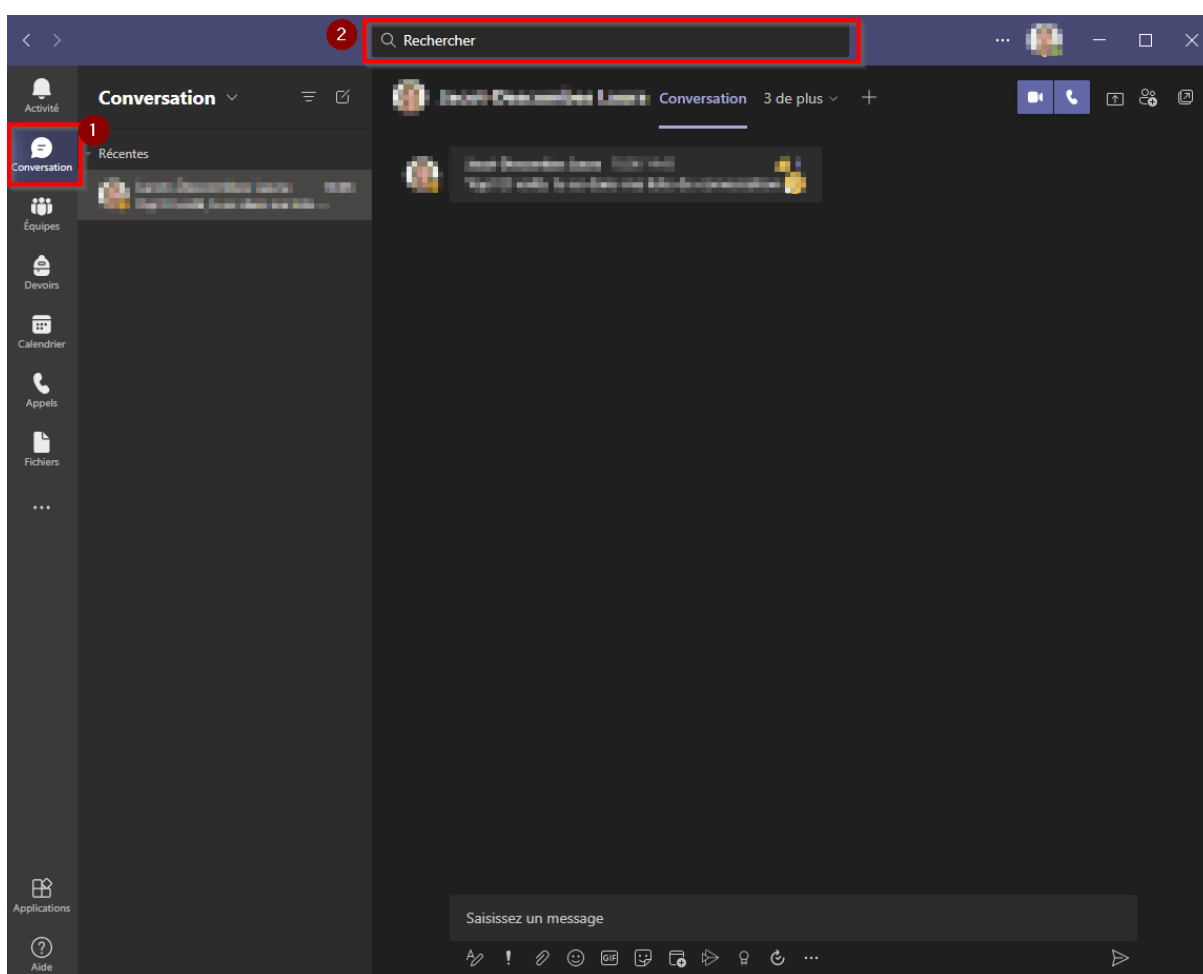 2
Rechercher
Activité
Conversation
Conversation
3 de plus
1
Conversation
Récentes
Équipes
Devoirs
Calendrier
Appels
Fichiers
Applications
Aide
Saisissez un message
GIF